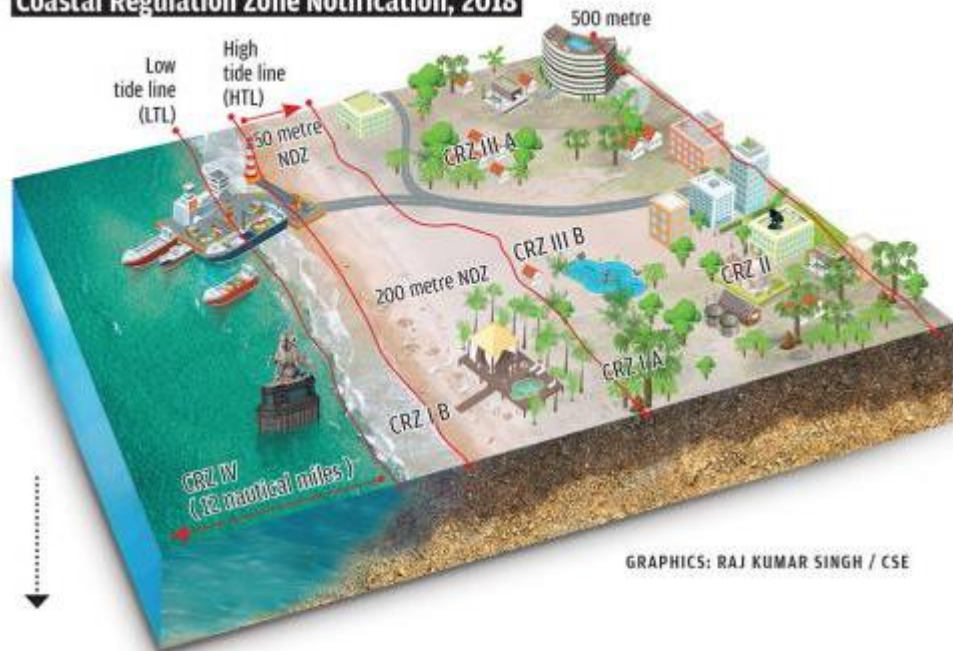 Coastal Regulation Zone Notification, 2018
500 metre
Low
tide line
(LTL)
High
tide line
(HTL)
50 metre
NDZ
CRZ III A
CRZ III B
CRZ II
200 metre NDZ
CRZ I A
CRZ I B
CRZ IV
( 12 nautical miles )
GRAPHICS: RAJ KUMAR SINGH / CSE